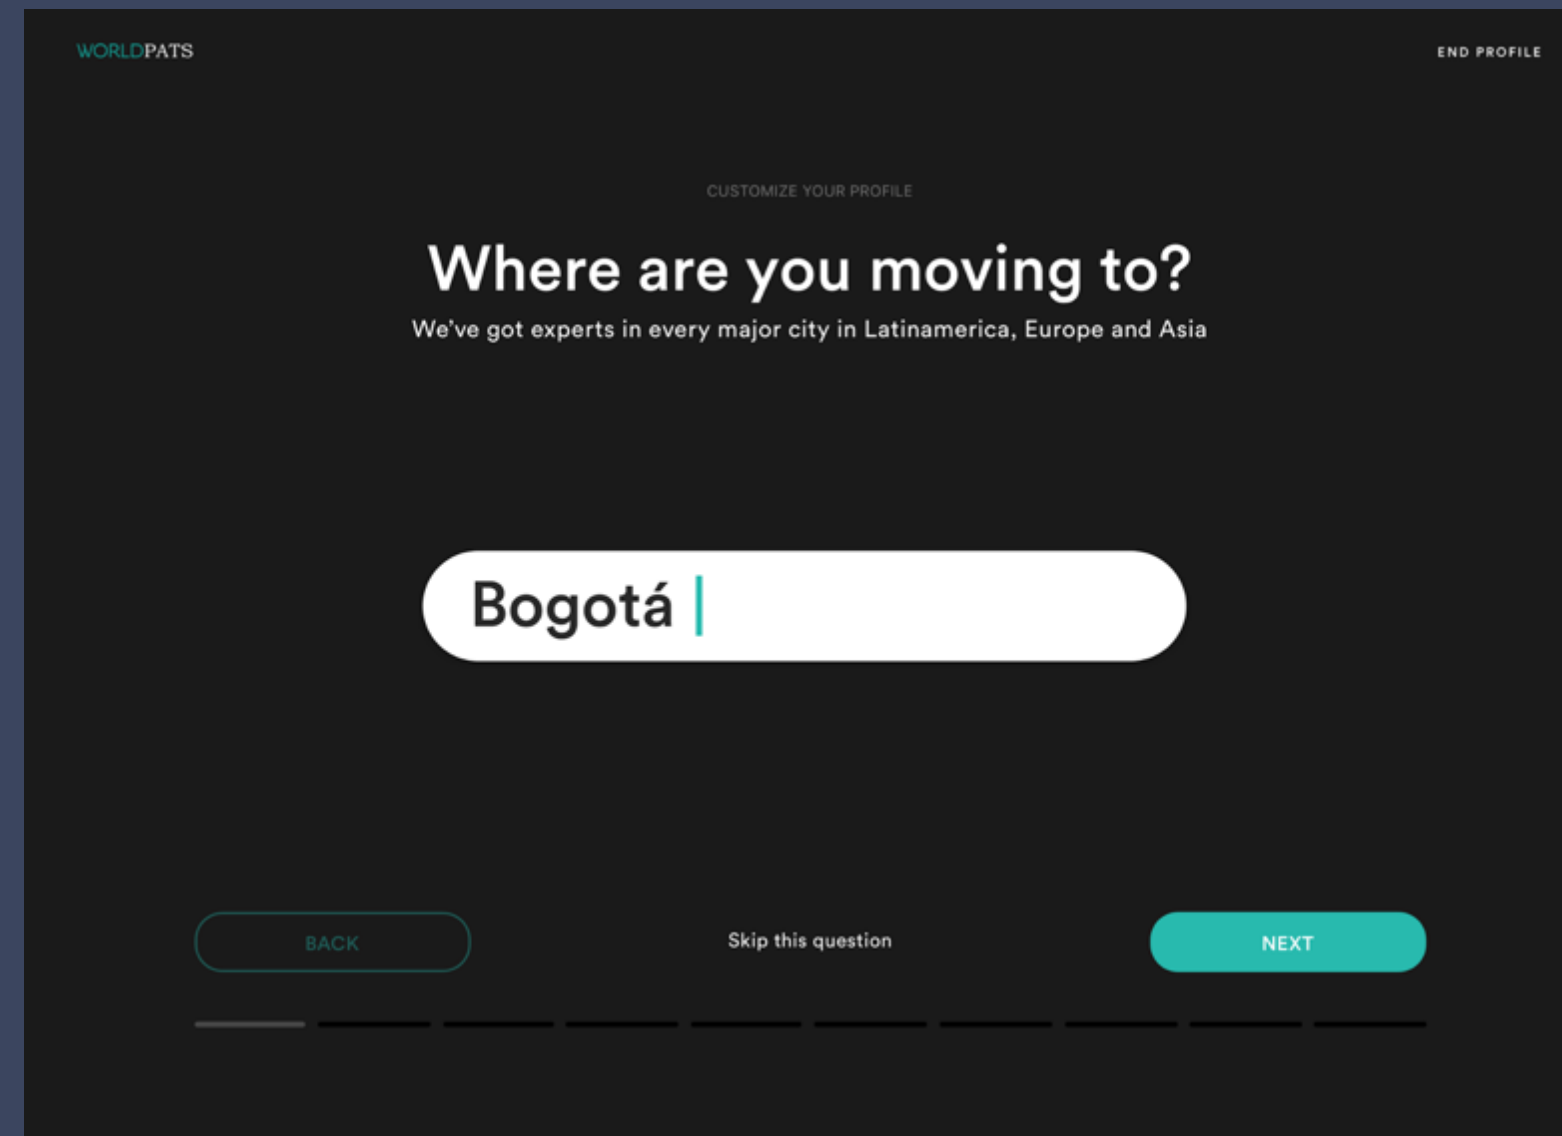 WORLDPATS
END PROFILE
CUSTOMIZE YOUR PROFILE
Where are you moving to?
We've got experts in every major city in Latinamerica, Europe and Asia
Bogotá
BACK
Skip this question
NEXT